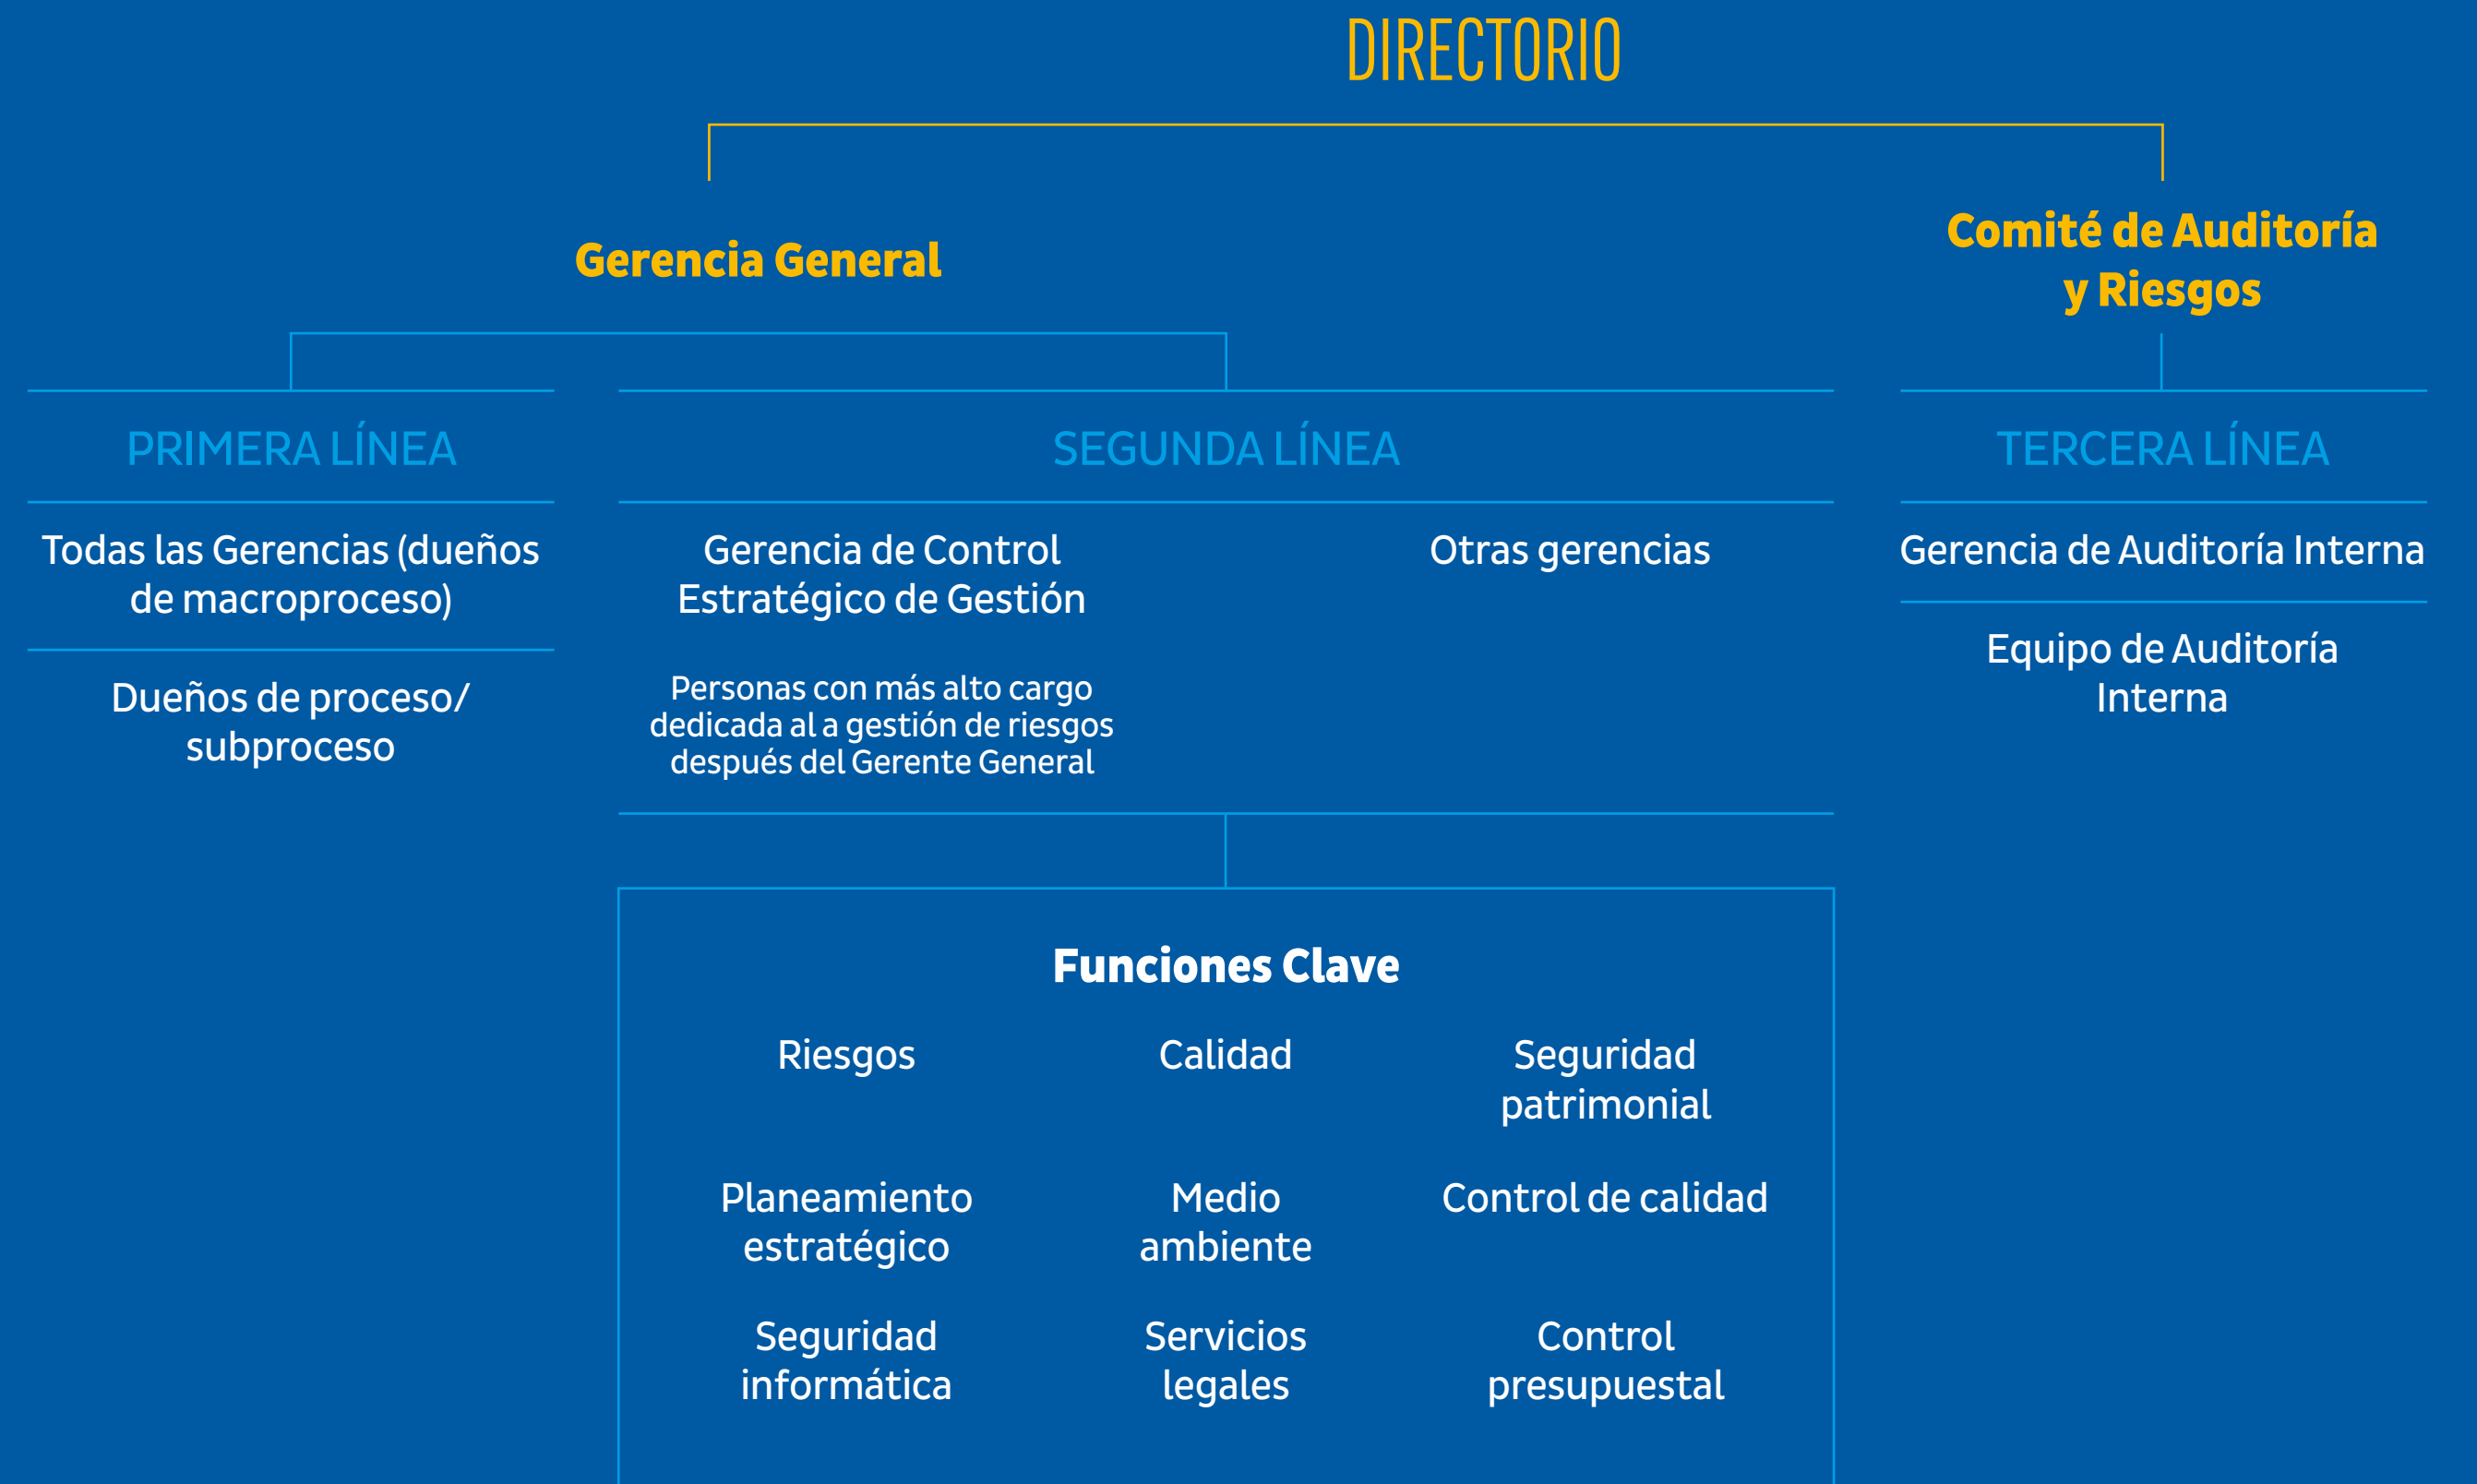 DIRECTORIO
Gerencia General
Comité de Auditoría
y Riesgos
PRIMERA LÍNEA
Todas las Gerencias (dueños
de macroproceso)
Dueños de proceso/
subproceso
SEGUNDA LÍNEA
Gerencia de Control
Estratégico de Gestión
Personas con más alto cargo
dedicada al a gestión de riesgos
después del Gerente General
Otras gerencias
TERCERA LÍNEA
Gerencia de Auditoría Interna
Equipo de Auditoría
Interna
Funciones Clave
Riesgos
Calidad
Seguridad
patrimonial
Planeamiento
estratégico
Medio
ambiente
Control de calidad
Seguridad
informática
Servicios
legales
Control
presupuestal